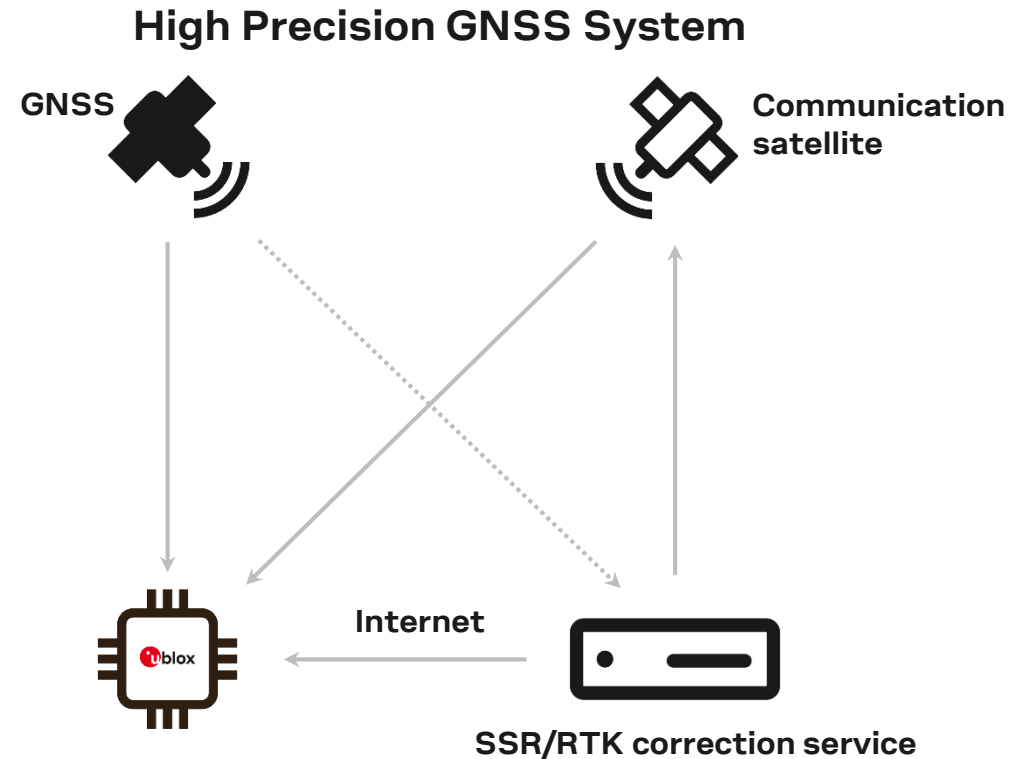 High Precision GNSS System
GNSS
Communication
satellite
Internet
ublox
SSR/RTK correction service